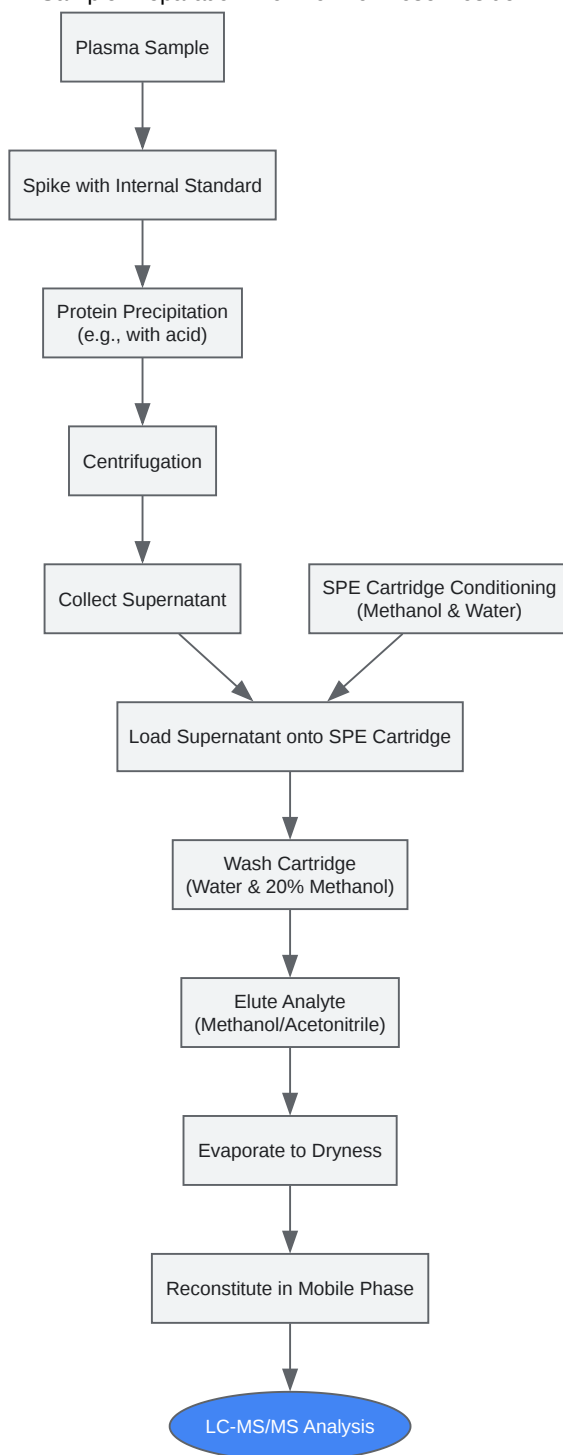 Plasma Sample
Spike with Internal Standard
Protein Precipitation
(e.g., with acid)
Centrifugation
Collect Supernatant
SPE Cartridge Conditioning
(Methanol & Water)
Load Supernatant onto SPE Cartridge
Wash Cartridge
(Water & 20% Methanol)
Elute Analyte
(Methanol/Acetonitrile)
Evaporate to Dryness
Reconstitute in Mobile Phase
LC-MS/MS Analysis